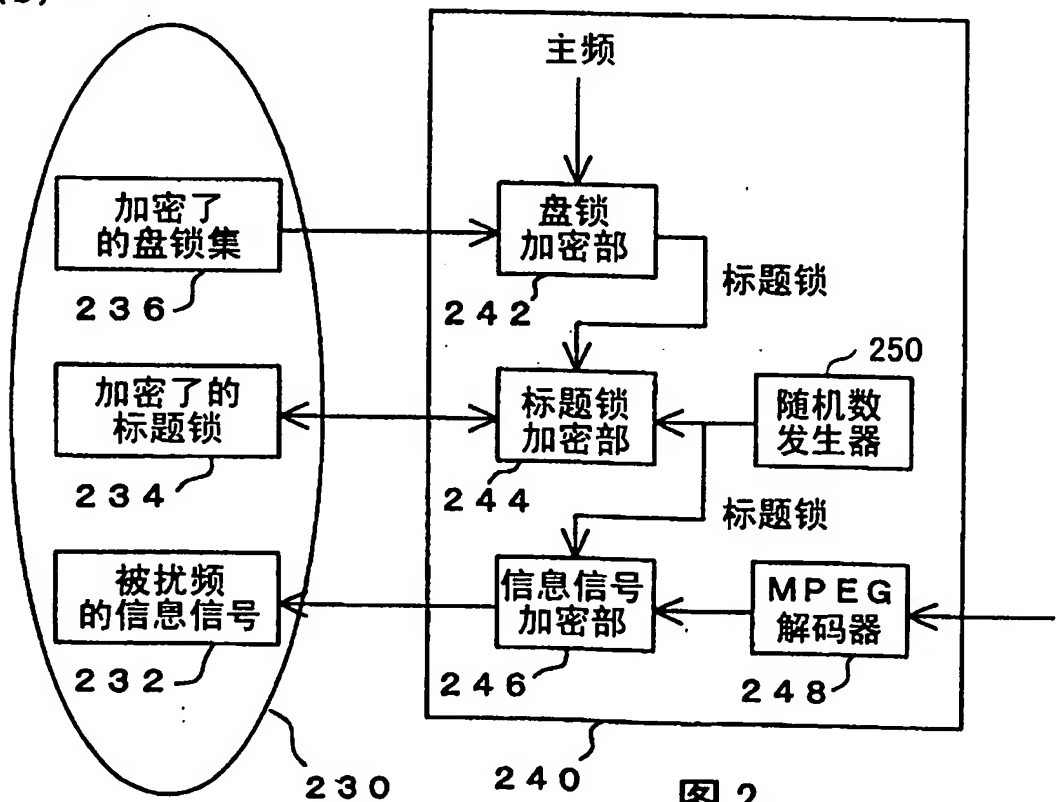 主频
加密了
的盘锁集
236
盘锁
加密部
242
标题锁
加密了的
标题锁
234
标题锁
加密部
244
250
随机数
发生器
标题锁
被扰频
的信息信号
232
信息信号
加密部
246
MPEG
解码器
248
230
240
图2